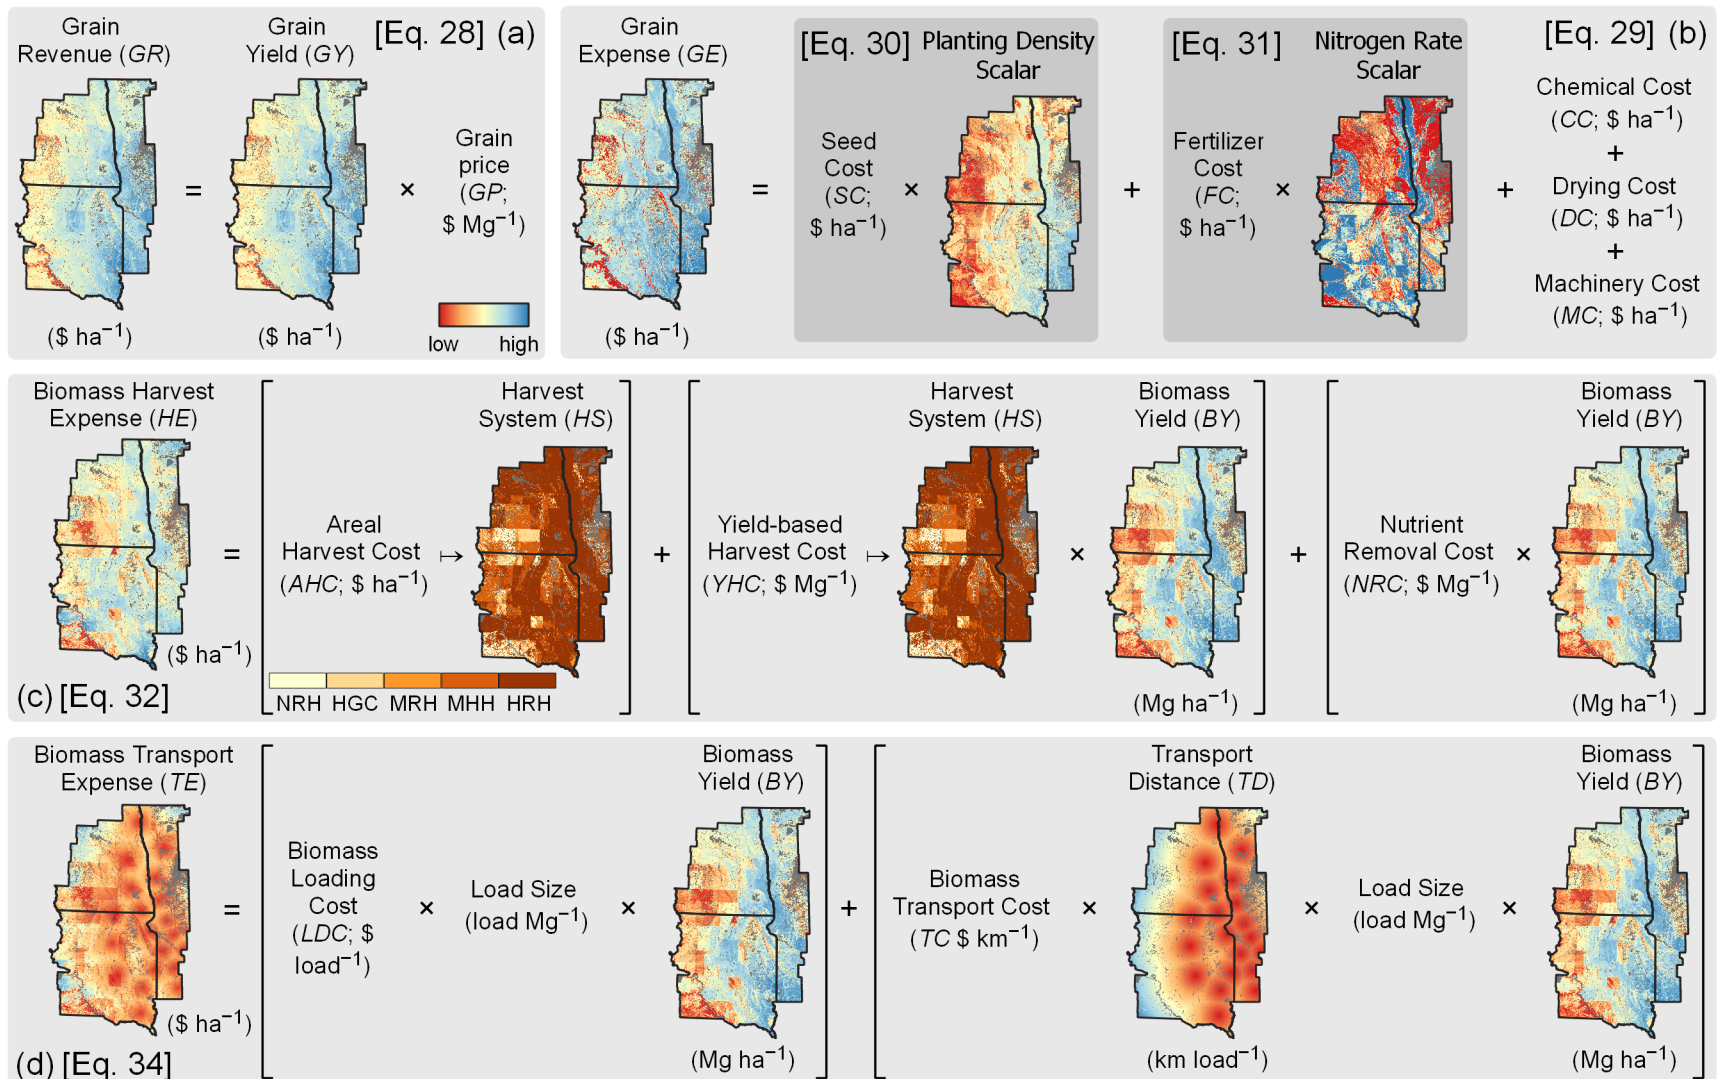 Grain
Revenue (GR)
Grain
Yield (GY)
[Eq. 28] (a)
=
×
Grain
price
(GP;
$ Mg⁻¹)
low
high
($ ha⁻¹)
($ ha⁻¹)
Grain
Expense (GE)
[Eq. 30]
Planting Density
Scalar
[Eq. 31]
Nitrogen Rate
Scalar
[Eq. 29] (b)
=
Seed
Cost
(SC;
$ ha⁻¹)
×
+
Fertilizer
Cost
(FC;
$ ha⁻¹)
×
+
Chemical Cost
(CC; $ ha⁻¹)
+
Drying Cost
(DC; $ ha⁻¹)
+
Machinery Cost
(MC; $ ha⁻¹)
($ ha⁻¹)
Biomass Harvest
Expense (HE)
($ ha⁻¹)
(c) [Eq. 32]
=
Areal
Harvest Cost
(AHC; $ ha⁻¹)
↦
Harvest
System (HS)
NRH HGC MRH MHH HRH
+
Yield-based
Harvest Cost
(YHC; $ Mg⁻¹)
↦
Harvest
System (HS)
×
Biomass
Yield (BY)
(Mg ha⁻¹)
+
Nutrient
Removal Cost
(NRC; $ Mg⁻¹)
×
Biomass
Yield (BY)
(Mg ha⁻¹)
Biomass Transport
Expense (TE)
($ ha⁻¹)
(d) [Eq. 34]
=
Biomass
Loading
Cost
(LDC; $
load⁻¹)
×
Load Size
(load Mg⁻¹)
×
Biomass
Yield (BY)
(Mg ha⁻¹)
+
Biomass
Transport Cost
(TC $ km⁻¹)
×
Transport
Distance (TD)
(km load⁻¹)
×
Load Size
(load Mg⁻¹)
×
Biomass
Yield (BY)
(Mg ha⁻¹)